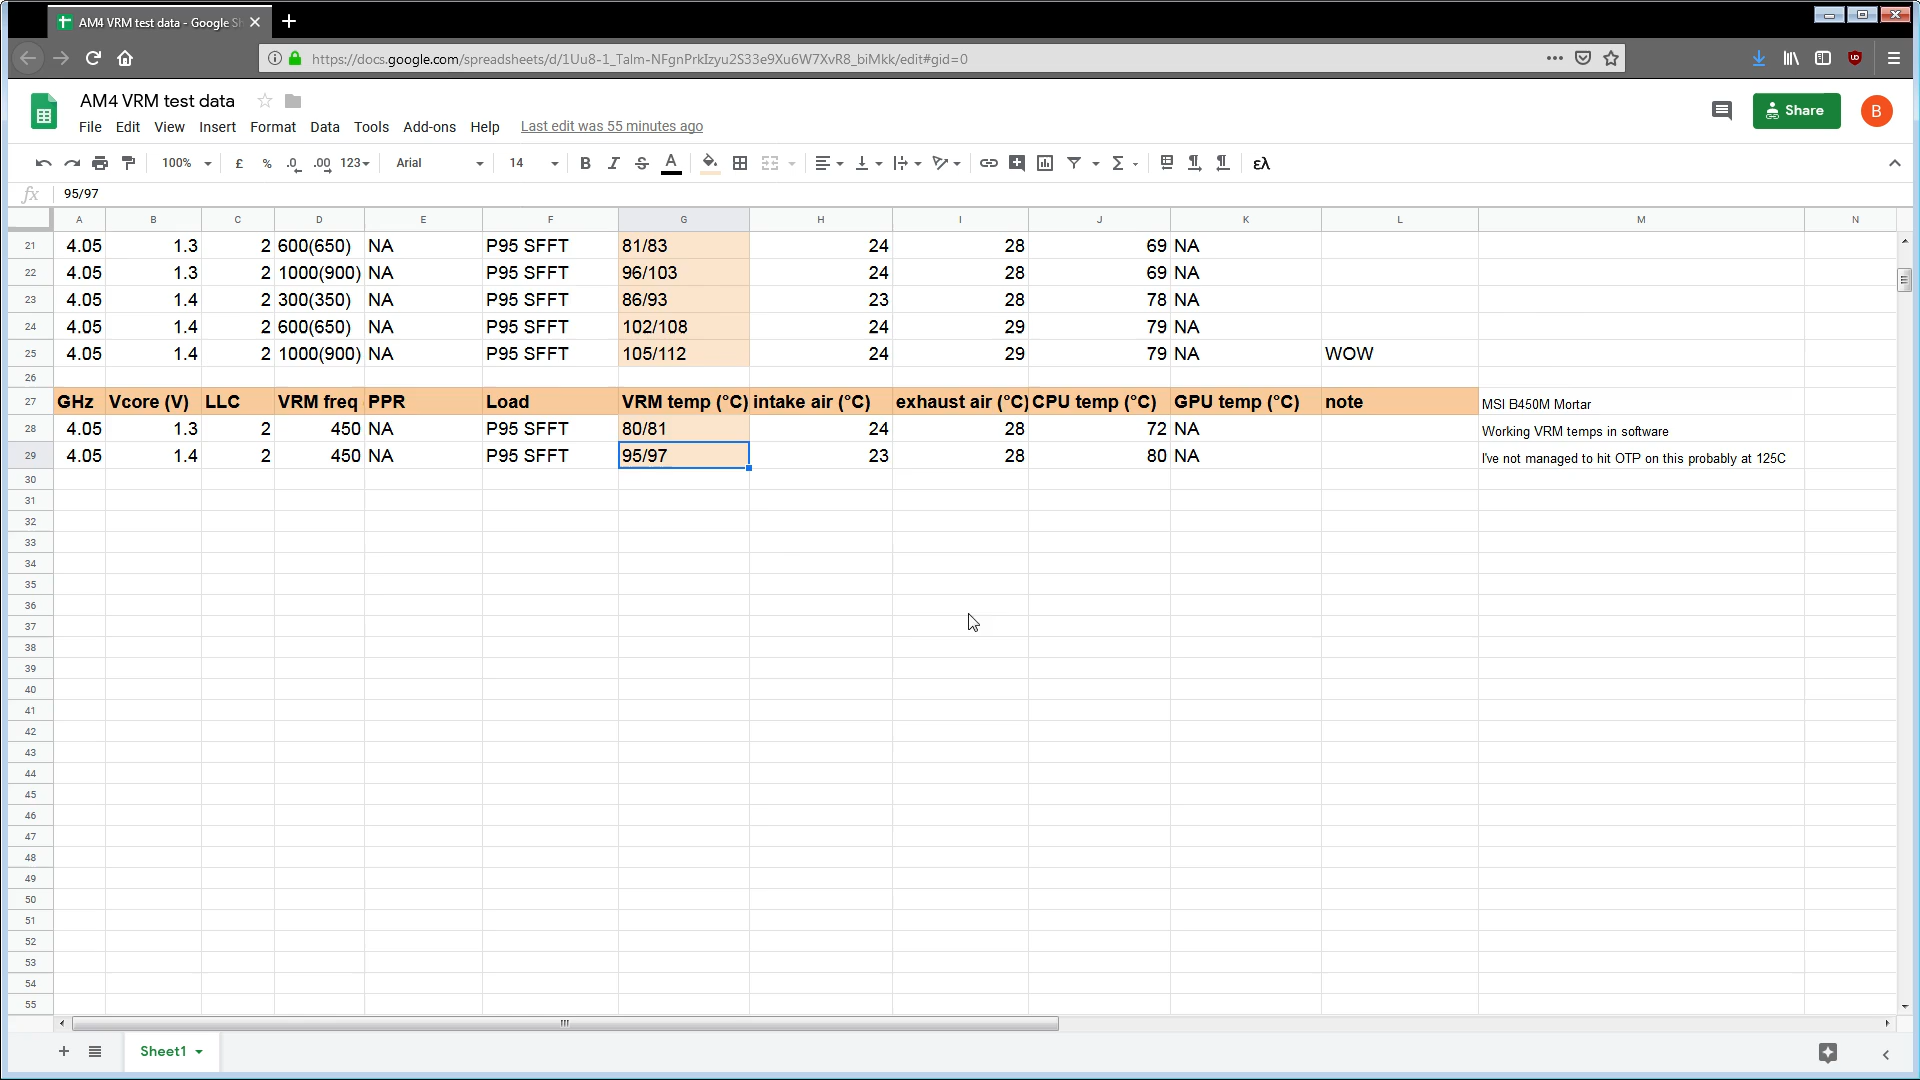 AM4 VRM test data - Google Sh
https://docs.google.com/spreadsheets/d/1Uu8-1_Talm-NFgnPrkIzyu2S33e9Xu6W7XvR8_biMkk/edit#gid=0
AM4 VRM test data
Share
B
File Edit View Insert Format Data Tools Add-ons Help Last edit was 55 minutes ago
100% £ % .0 .00 123 Arial 14 B I S A Σ ελ
fx 95/97
A B C D E F G H I J K L M N
21 4.05 1.3 2 600(650) NA P95 SFFT 81/83 24 28 69 NA
22 4.05 1.3 2 1000(900) NA P95 SFFT 96/103 24 28 69 NA
23 4.05 1.4 2 300(350) NA P95 SFFT 86/93 23 28 78 NA
24 4.05 1.4 2 600(650) NA P95 SFFT 102/108 24 29 79 NA
25 4.05 1.4 2 1000(900) NA P95 SFFT 105/112 24 29 79 NA WOW
26
27 GHz Vcore (V) LLC VRM freq PPR Load VRM temp (°C) intake air (°C) exhaust air (°C) CPU temp (°C) GPU temp (°C) note MSI B450M Mortar
28 4.05 1.3 2 450 NA P95 SFFT 80/81 24 28 72 NA Working VRM temps in software
29 4.05 1.4 2 450 NA P95 SFFT 95/97 23 28 80 NA I've not managed to hit OTP on this probably at 125C
30
31
32
33
34
35
36
37
38
39
40
41
42
43
44
45
46
47
48
49
50
51
52
53
54
55
Sheet1